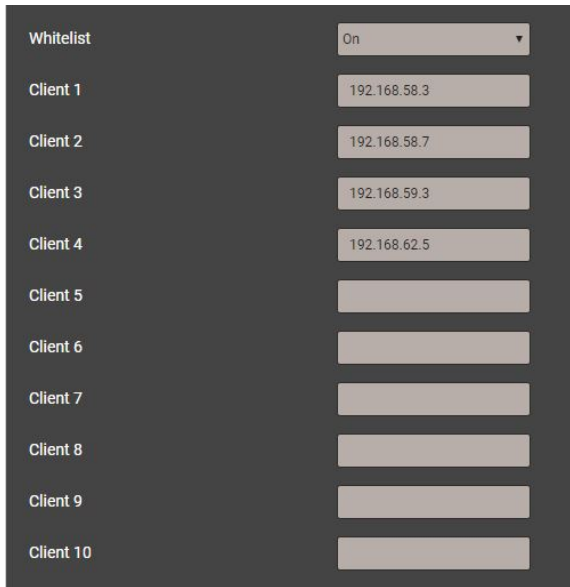 Whitelist On
Client 1 192.168.58.3
Client 2 192.168.58.7
Client 3 192.168.59.3
Client 4 192.168.62.5
Client 5
Client 6
Client 7
Client 8
Client 9
Client 10